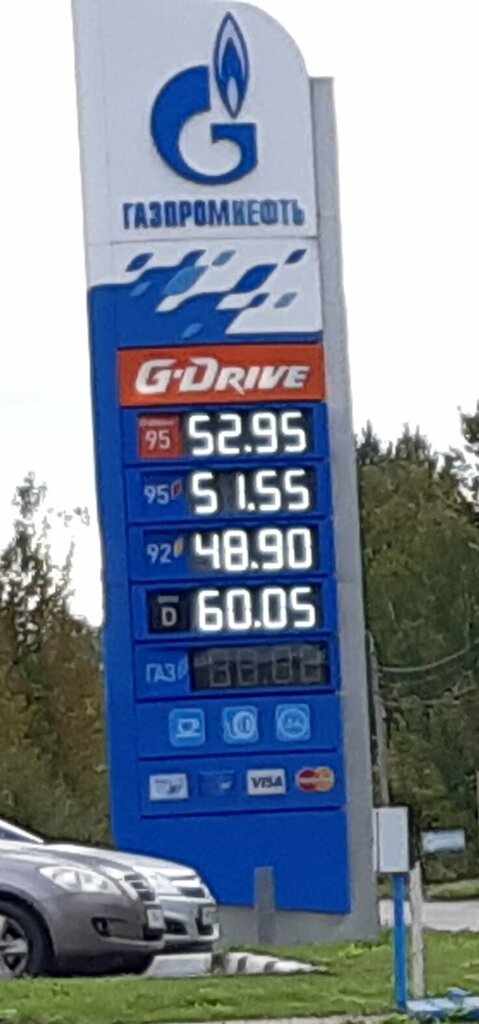 ГАЗПРОМНЕФТЬ
G-DRIVE
95 52.95
95 51.55
92 48.90
D 60.05
ГАЗ
VISA